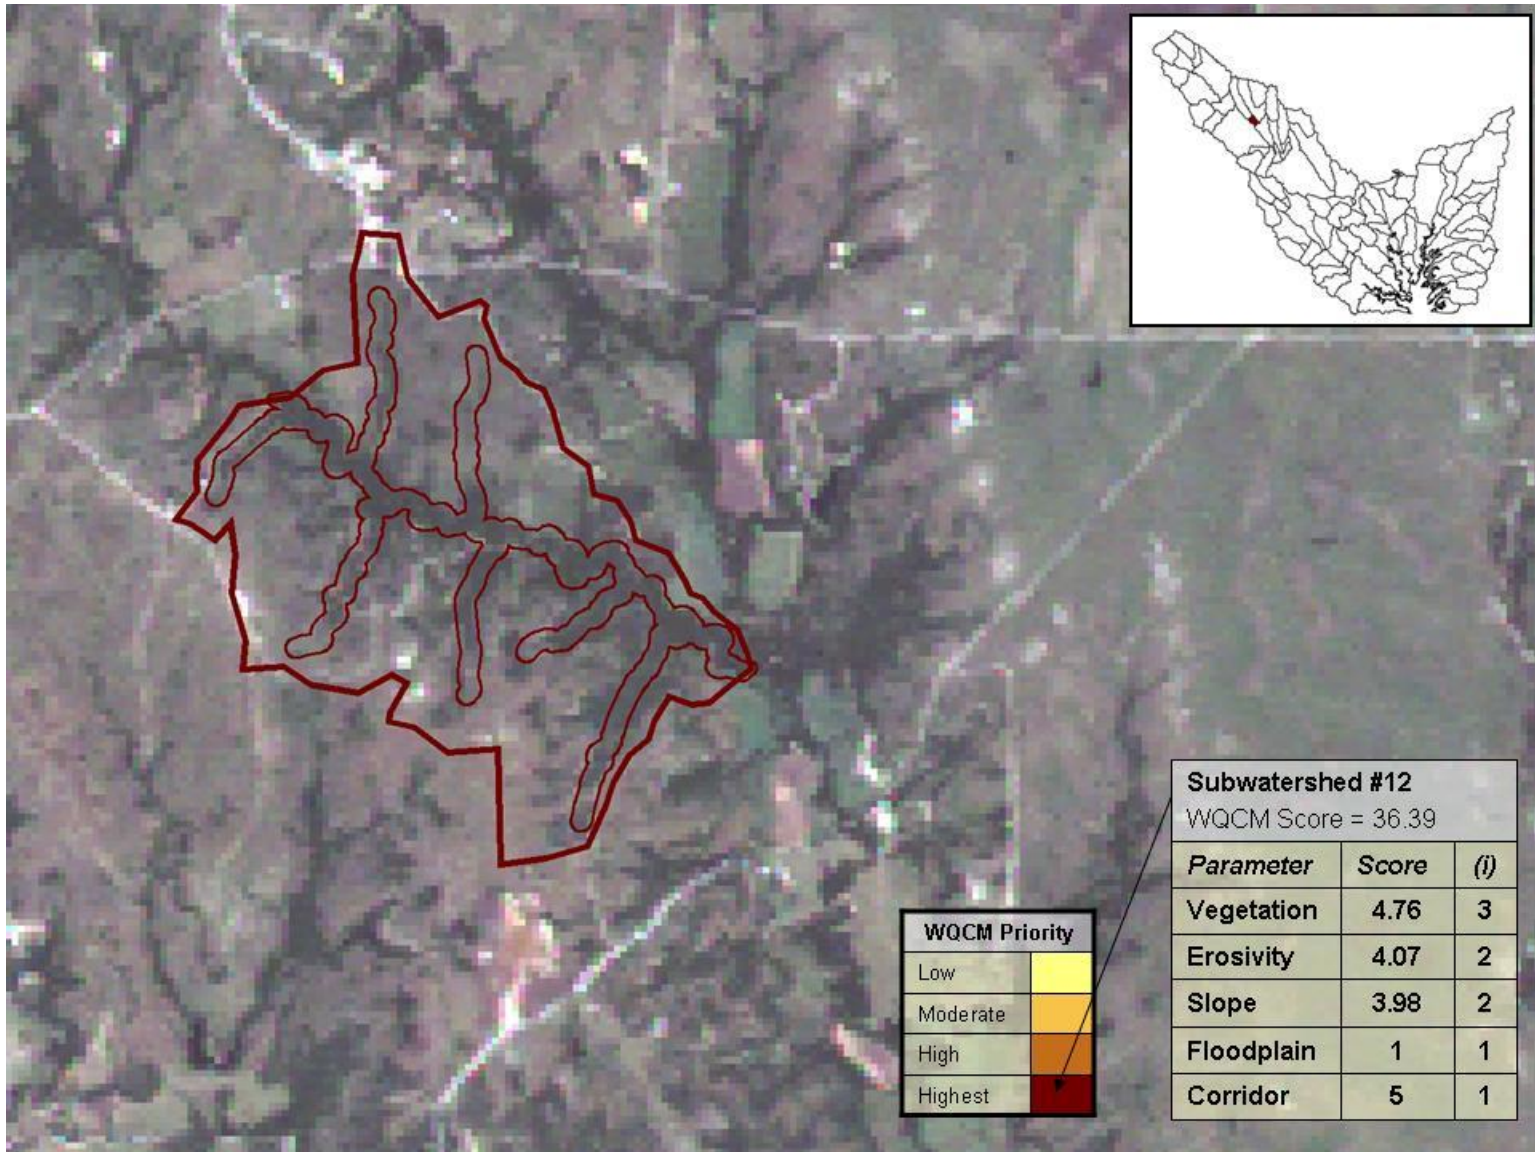 Subwatershed #12
WQCM Score = 36.39
Parameter Score (i)
Vegetation 4.76 3
Erosivity 4.07 2
Slope 3.98 2
Floodplain 1 1
Corridor 5 1
WQCM Priority
Low
Moderate
High
Highest